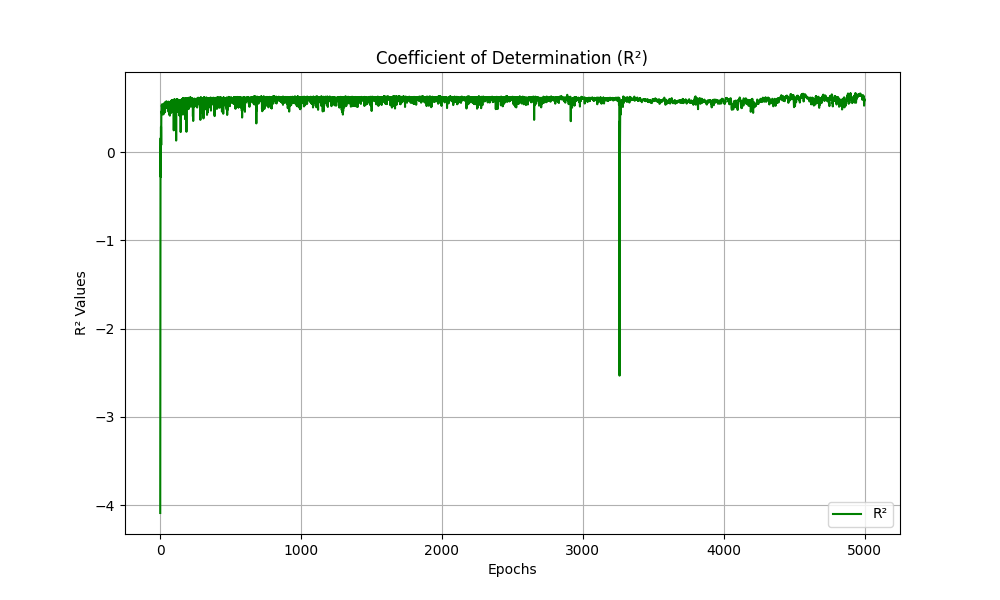 Coefficient of Determination (R²)
R² Values
0
−1
−2
−3
−4
0 1000 2000 3000 4000 5000
Epochs
R²